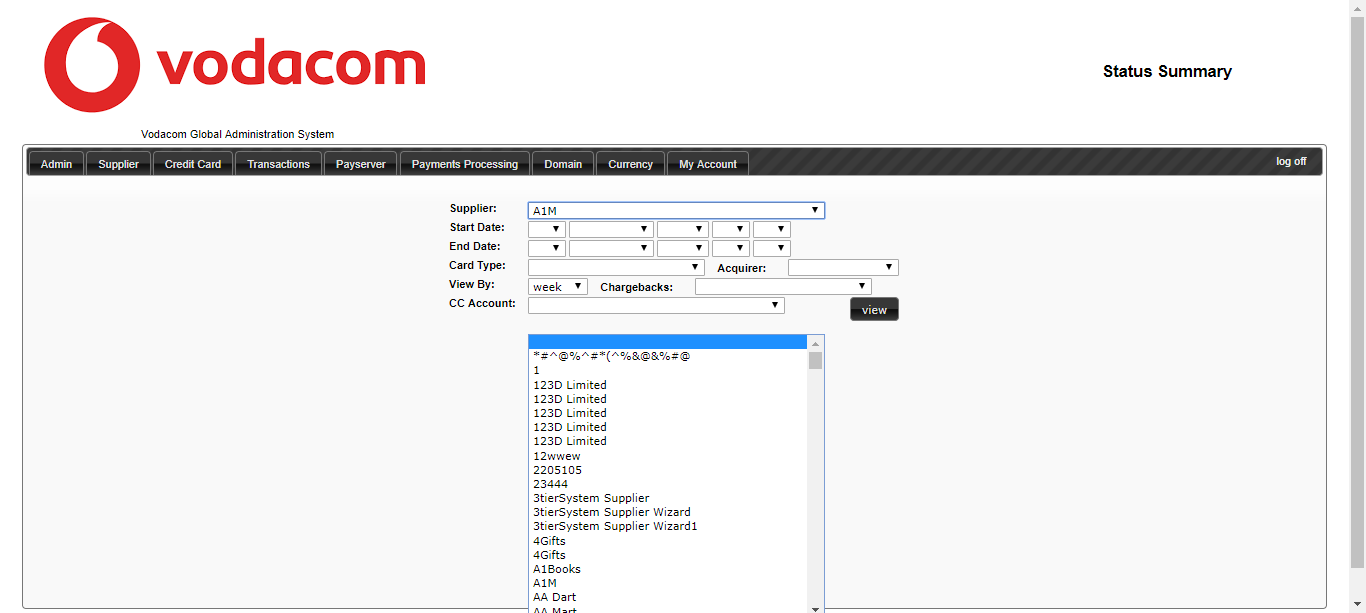 vodacom
Status Summary
Vodacom Global Administration System
Admin Supplier Credit Card Transactions Payserver Payments Processing Domain Currency My Account log off
Supplier: A1M
Start Date:
End Date:
Card Type: Acquirer:
View By: week Chargebacks:
CC Account: view
*#^@%^#*(^%&@&%#@
1
123D Limited
123D Limited
123D Limited
123D Limited
123D Limited
12wwew
2205105
23444
3tierSystem Supplier
3tierSystem Supplier Wizard
3tierSystem Supplier Wizard1
4Gifts
4Gifts
A1Books
A1M
AA Dart
AA Mart